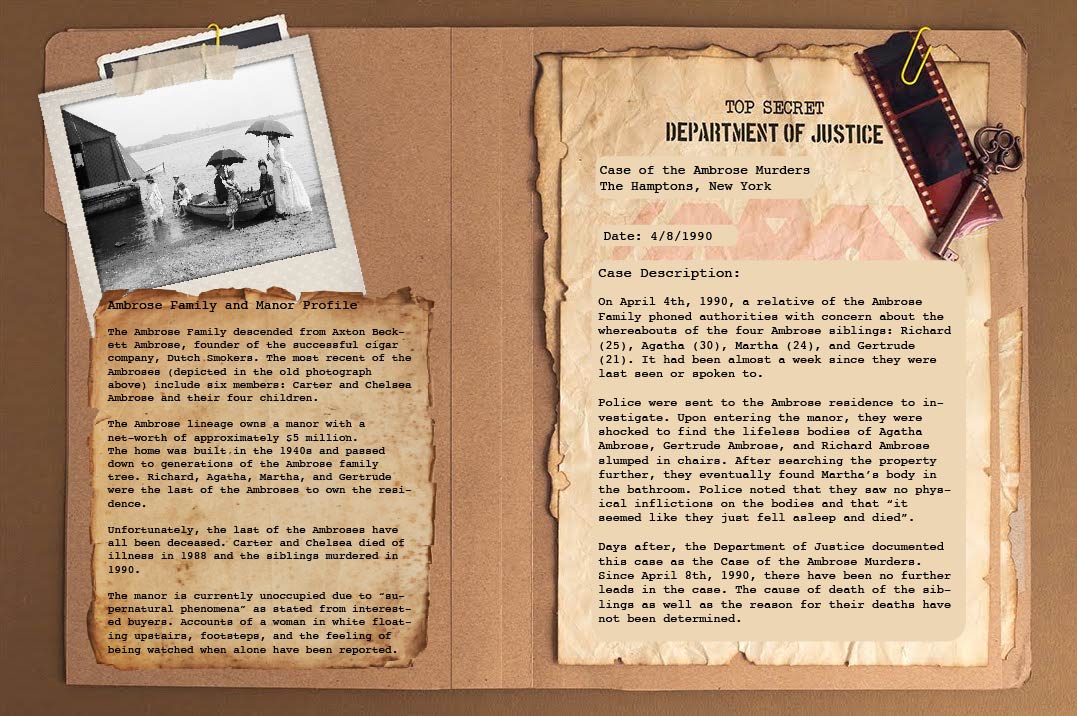 Ambrose Family and Manor Profile
The Ambrose Family descended from Axton Beck-
ett Ambrose, founder of the successful cigar
company, Dutch Smokers. The most recent of the
Ambroses (depicted in the old photograph
above) include six members: Carter and Chelsea
Ambrose and their four children.
The Ambrose lineage owns a manor with a
net-worth of approximately $5 million.
The home was built in the 1940s and passed
down to generations of the Ambrose family
tree. Richard, Agatha, Martha, and Gertrude
were the last of the Ambroses to own the resi-
dence.
Unfortunately, the last of the Ambroses have
all been deceased. Carter and Chelsea died of
illness in 1988 and the siblings murdered in
1990.
The manor is currently unoccupied due to “su-
pernatural phenomena” as stated from interest-
ed buyers. Accounts of a woman in white float-
ing upstairs, footsteps, and the feeling of
being watched when alone have been reported.
TOP SECRET
DEPARTMENT OF JUSTICE
Case of the Ambrose Murders
The Hamptons, New York
Date: 4/8/1990
Case Description:
On April 4th, 1990, a relative of the Ambrose
Family phoned authorities with concern about the
whereabouts of the four Ambrose siblings: Richard
(25), Agatha (30), Martha (24), and Gertrude
(21). It had been almost a week since they were
last seen or spoken to.
Police were sent to the Ambrose residence to in-
vestigate. Upon entering the manor, they were
shocked to find the lifeless bodies of Agatha
Ambrose, Gertrude Ambrose, and Richard Ambrose
slumped in chairs. After searching the property
further, they eventually found Martha’s body in
the bathroom. Police noted that they saw no phys-
ical inflictions on the bodies and that “it
seemed like they just fell asleep and died”.
Days after, the Department of Justice documented
this case as the Case of the Ambrose Murders.
Since April 8th, 1990, there have been no further
leads in the case. The cause of death of the sib-
lings as well as the reason for their deaths have
not been determined.